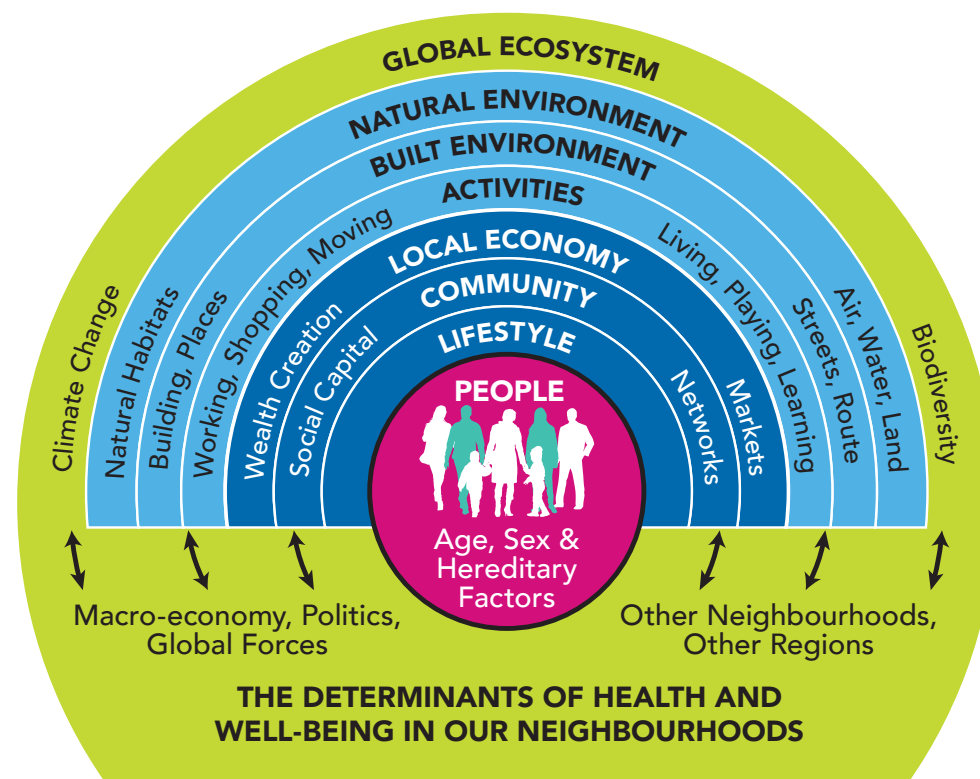 GLOBAL ECOSYSTEM
NATURAL ENVIRONMENT
BUILT ENVIRONMENT
ACTIVITIES
LOCAL ECONOMY
COMMUNITY
LIFESTYLE
PEOPLE
Age, Sex &
Hereditary
Factors
Climate Change
Natural Habitats
Building, Places
Working, Shopping, Moving
Wealth Creation
Social Capital
Networks
Markets
Living, Playing, Learning
Streets, Route
Air, Water, Land
Biodiversity
Macro-economy, Politics,
Global Forces
Other Neighbourhoods,
Other Regions
THE DETERMINANTS OF HEALTH AND
WELL-BEING IN OUR NEIGHBOURHOODS